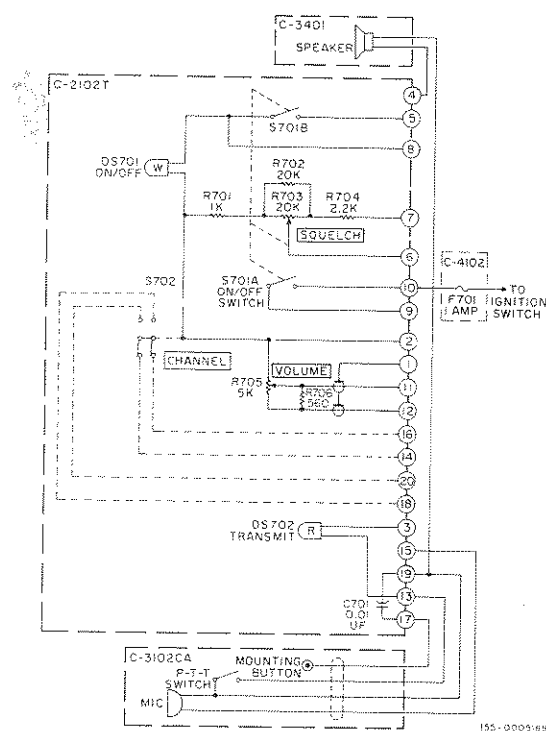 C-3401
SPEAKER
C-2102T
4
5
S701B
8
DS701
ON/OFF
W
R702
20K
R701
1K
R703
20K
R704
2.2K
7
SQUELCH
6
C-4102
S702
S701A
ON/OFF
SWITCH
10
F701
AMP
TO
IGNITION
SWITCH
9
2
CHANNEL
1
VOLUME
R705
5K
R706
560
11
12
16
14
20
18
DS702
TRANSMIT
R
3
15
19
C701
0.01
UF
13
17
C-3102CA
MOUNTING
BUTTON
P-T-T
SWITCH
MIC